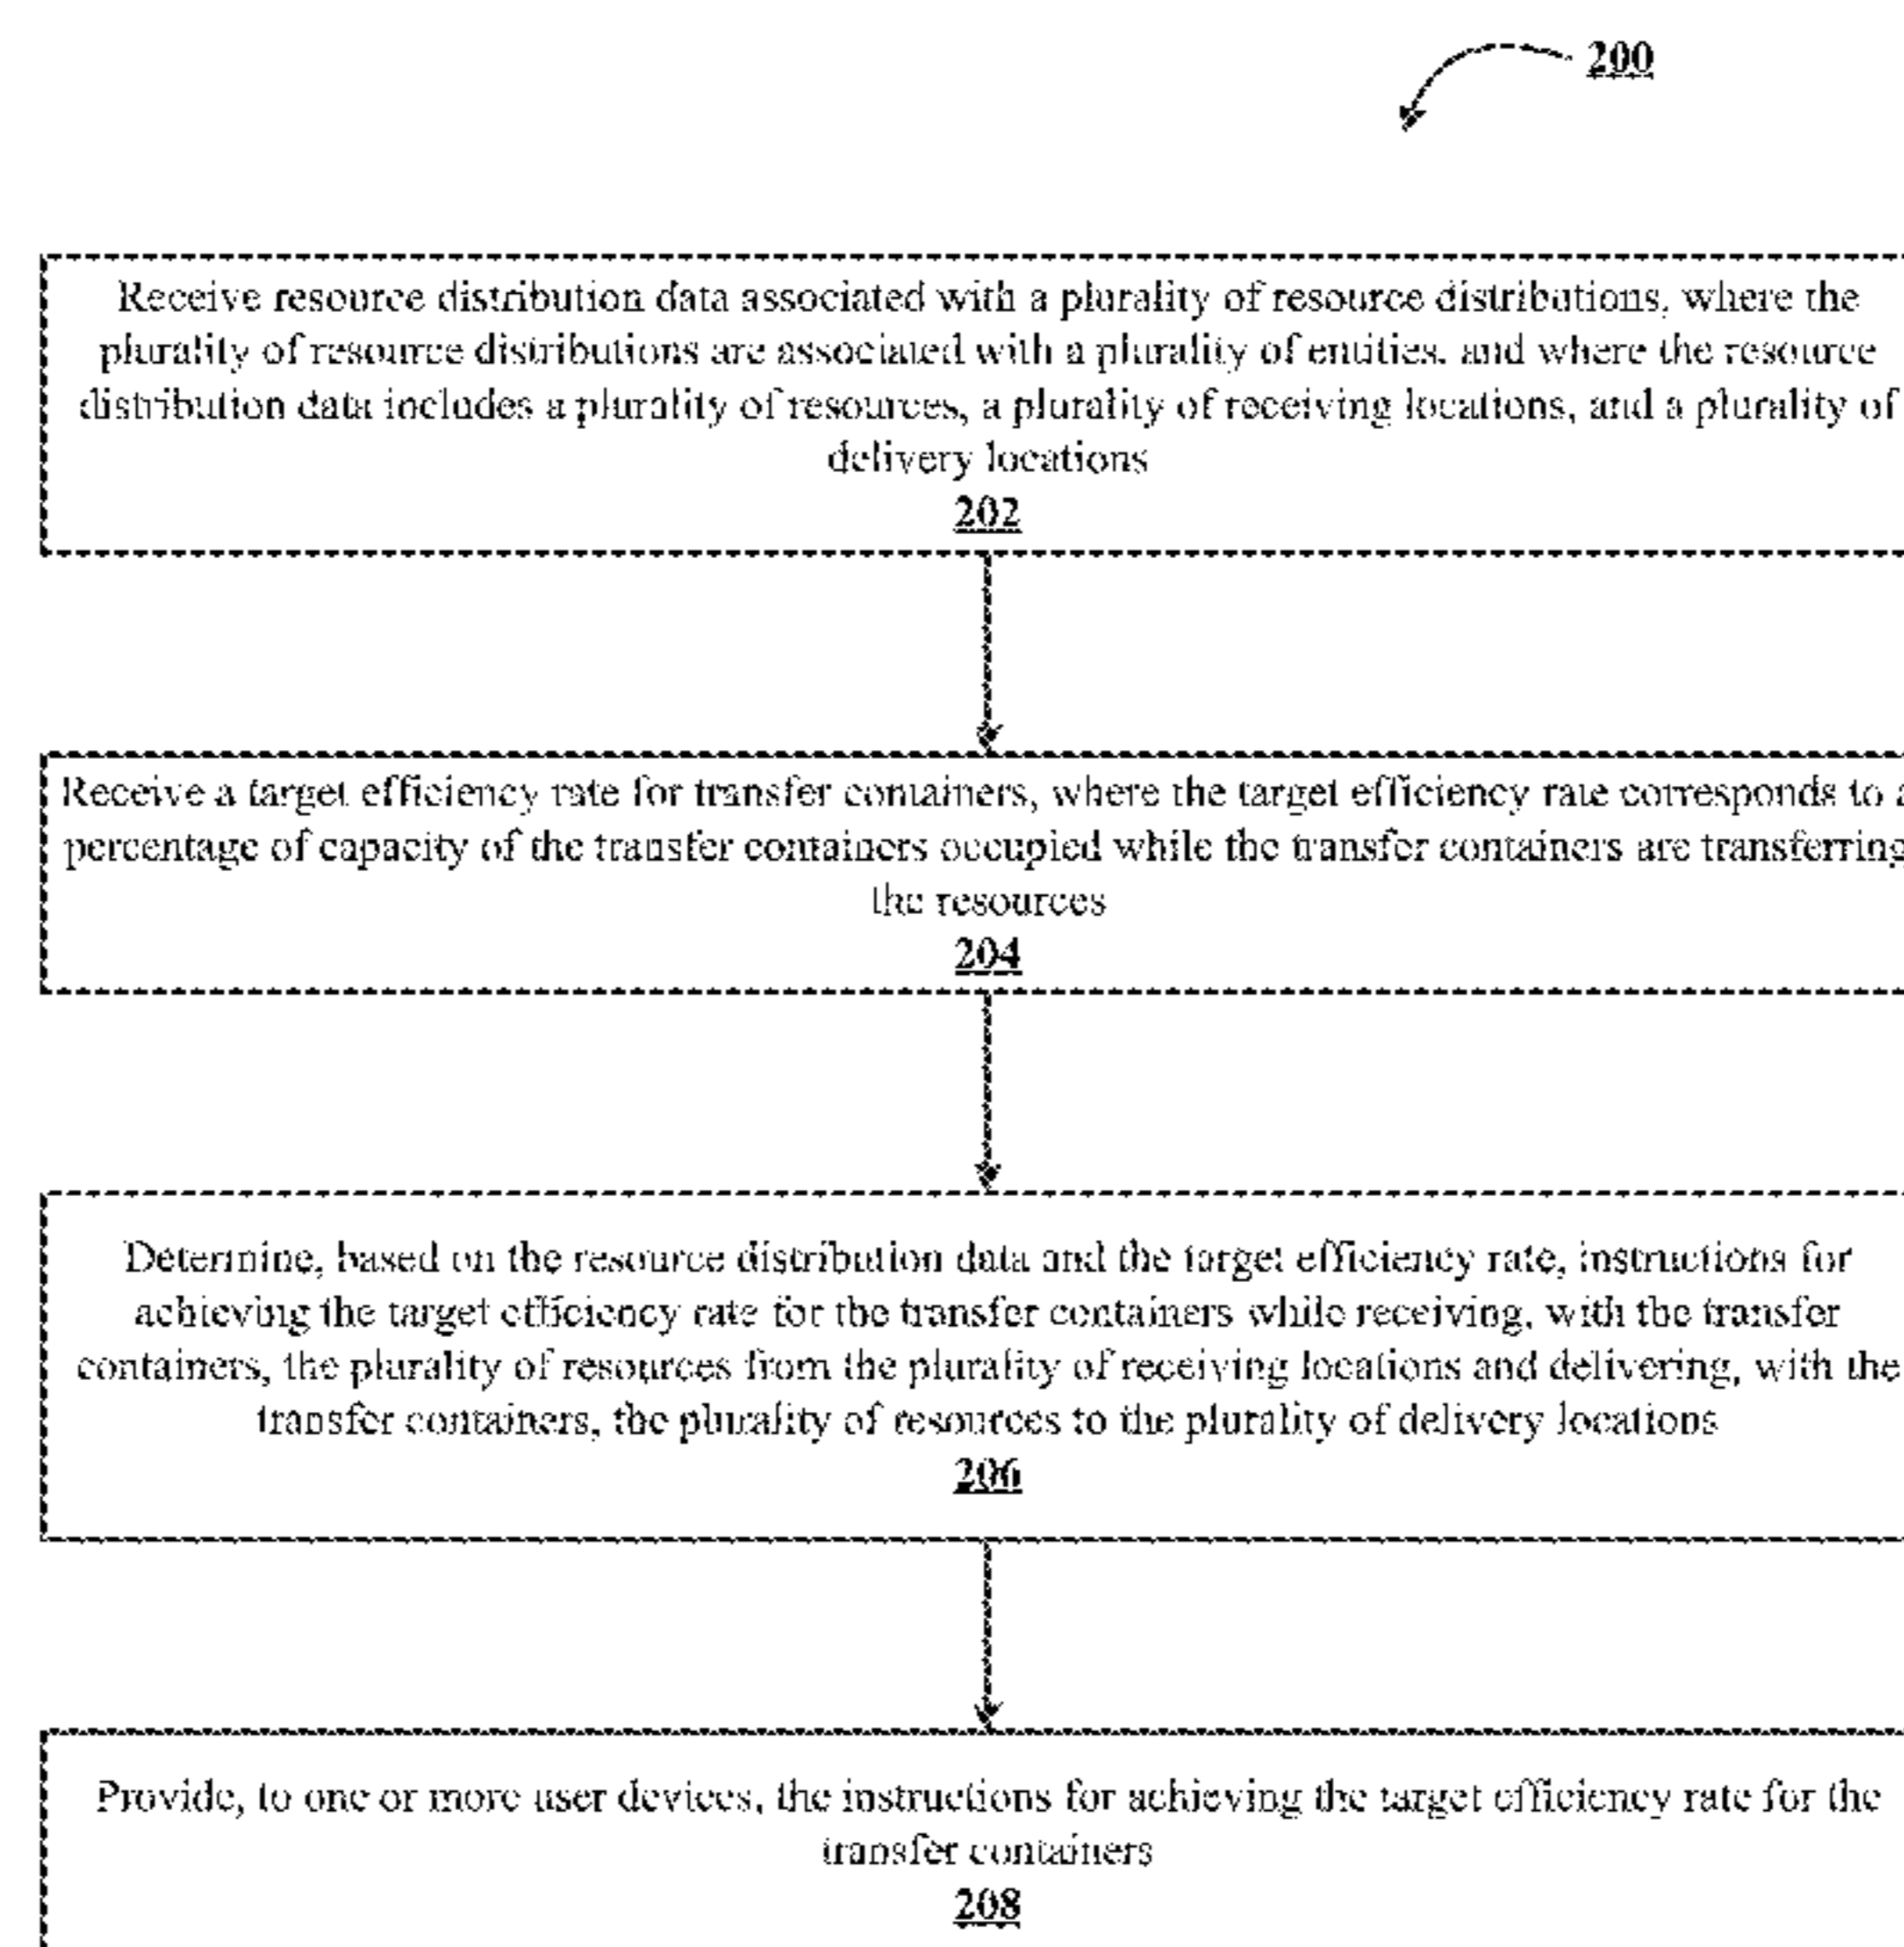 200
Receive resource distribution data associated with a plurality of resource distributions, where the
plurality of resource distributions are associated with a plurality of entities, and where the resource
distribution data includes a plurality of resources, a plurality of receiving locations, and a plurality of
delivery locations
202
Receive a target efficiency rate for transfer containers, where the target efficiency rate corresponds to a
percentage of capacity of the transfer containers occupied while the transfer containers are transferring
the resources
204
Determine, based on the resource distribution data and the target efficiency rate, instructions for
achieving the target efficiency rate for the transfer containers while receiving, with the transfer
containers, the plurality of resources from the plurality of receiving locations and delivering, with the
transfer containers, the plurality of resources to the plurality of delivery locations
206
Provide, to one or more user devices, the instructions for achieving the target efficiency rate for the
transfer containers
208